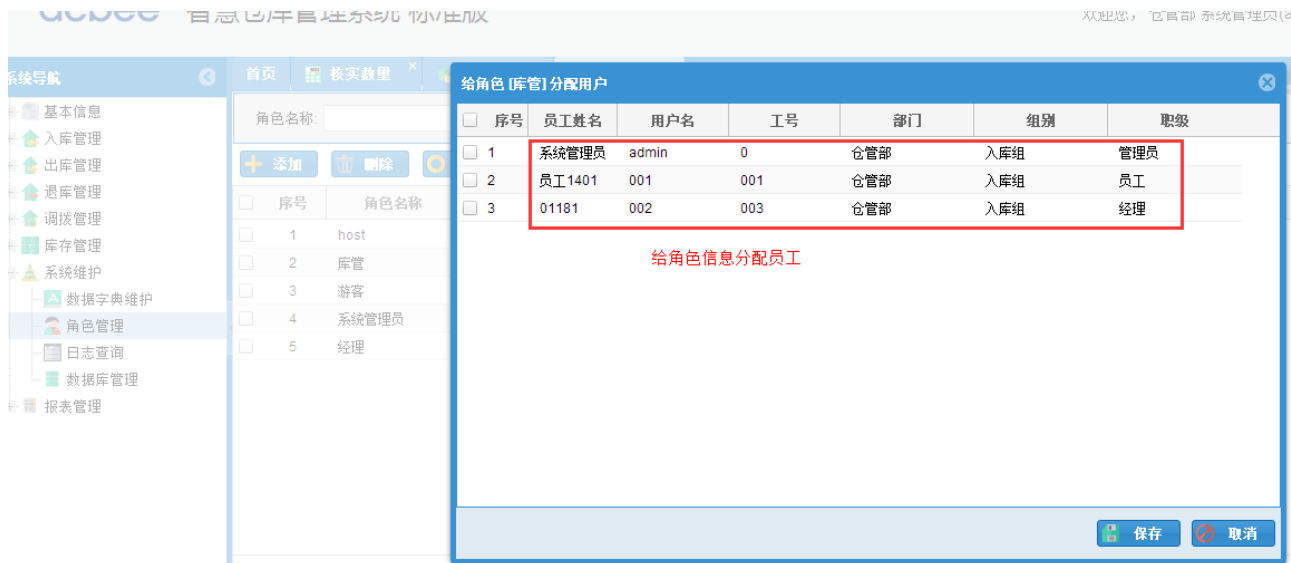 智慧仓库管理系统 标准版
欢迎您， 仓管部 系统管理员(a
系统导航
首页 核实数量
基本信息
入库管理
出库管理
退库管理
调拨管理
库存管理
系统维护
数据字典维护
角色管理
日志查询
数据库管理
报表管理
角色名称:
添加 删除
序号 角色名称
1 host
2 库管
3 游客
4 系统管理员
5 经理
给角色 [库管] 分配用户
序号 员工姓名 用户名 工号 部门 组别 职级
1 系统管理员 admin 0 仓管部 入库组 管理员
2 员工1401 001 001 仓管部 入库组 员工
3 01181 002 003 仓管部 入库组 经理
给角色信息分配员工
保存 取消